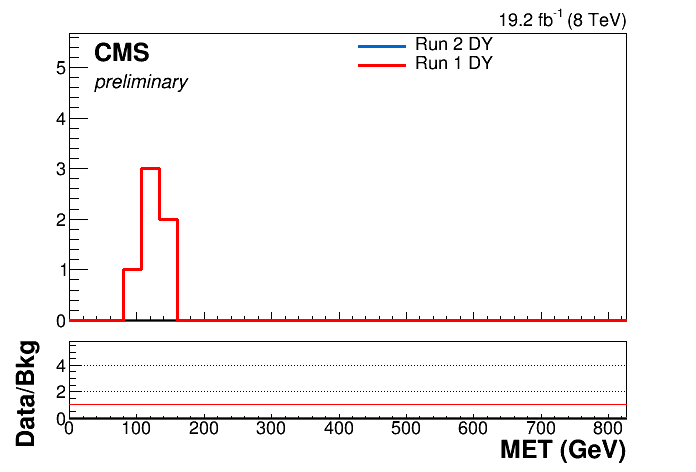 19.2 fb⁻¹ (8 TeV)
CMS
preliminary
Run 2 DY
Run 1 DY
5
4
3
2
1
0
Data/Bkg
4
2
0
0 100 200 300 400 500 600 700 800
MET (GeV)